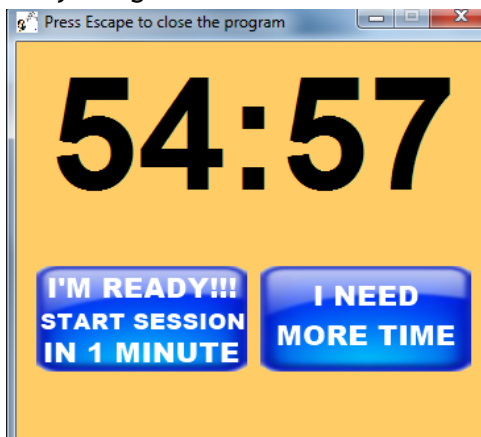 Press Escape to close the program
54:57
I'M READY!!!
START SESSION
IN 1 MINUTE
I NEED
MORE TIME